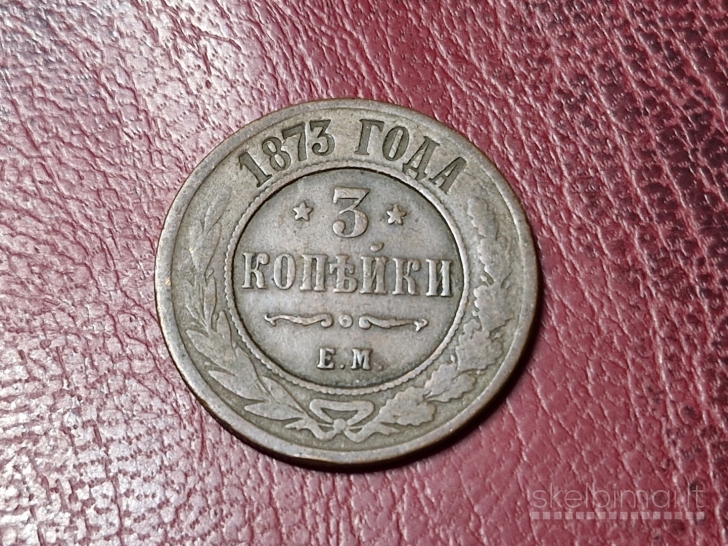 1873 ГОДА
3
КОПѢЙКИ
Е.М.
skelbimai.lt